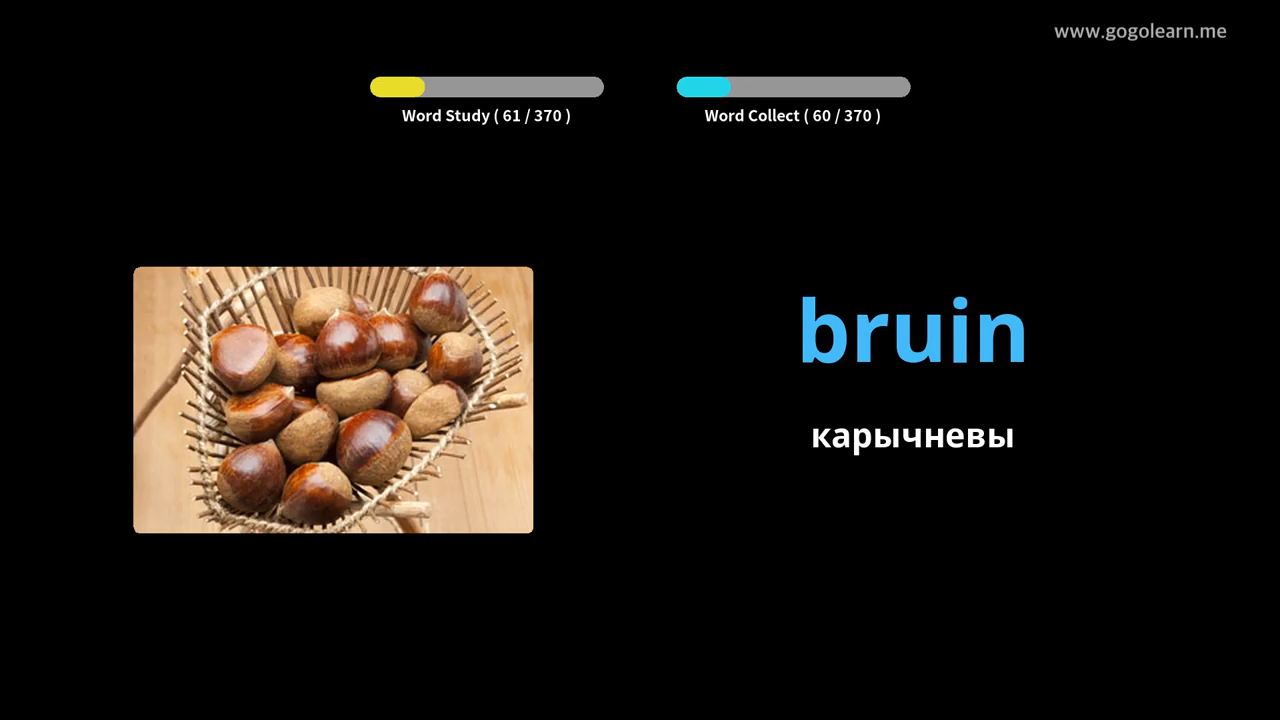 www.gogolearn.me
Word Study ( 61 / 370 )
Word Collect ( 60 / 370 )
bruin
карычневы